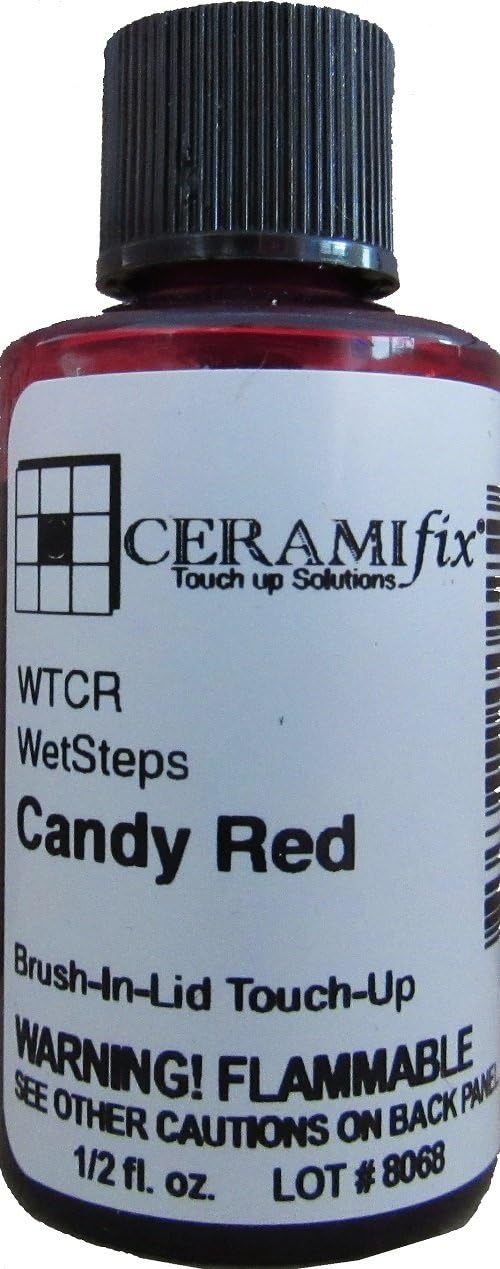 CERAMIfix®
Touch up Solutions
WTCR
WetSteps
Candy Red
Brush-In-Lid Touch-Up
WARNING! FLAMMABLE
SEE OTHER CAUTIONS ON BACK PANEL
1/2 fl. oz. LOT # 8068